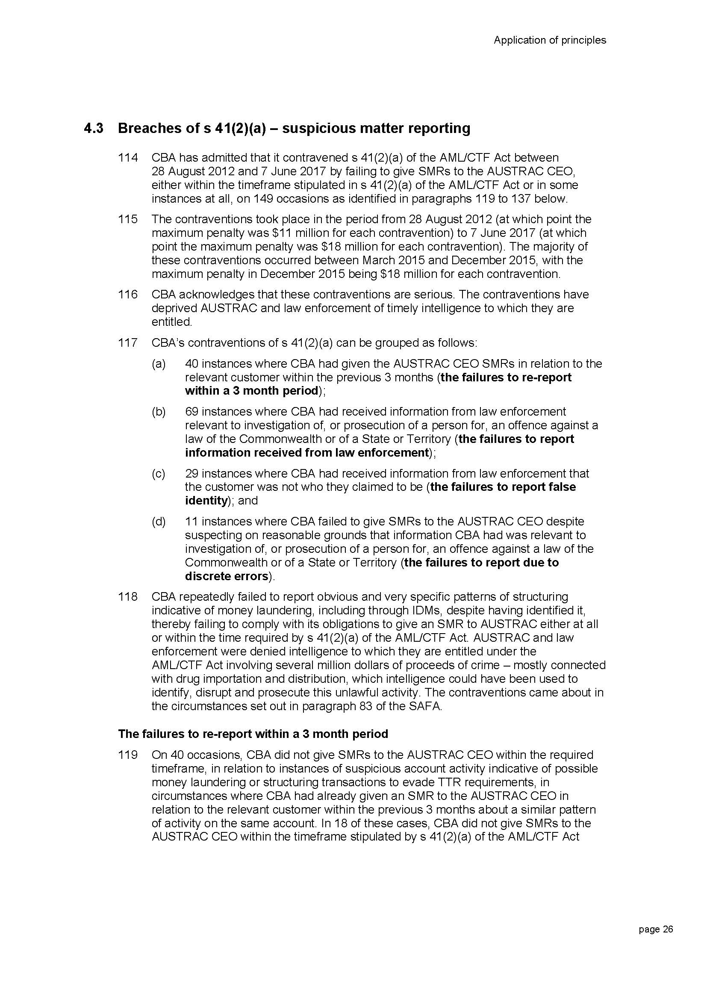 Application of principles
4.3 Breaches of s 41(2)(a) – suspicious matter reporting
114 CBA has admitted that it contravened s 41(2)(a) of the AML/CTF Act between
28 August 2012 and 7 June 2017 by failing to give SMRs to the AUSTRAC CEO,
either within the timeframe stipulated in s 41(2)(a) of the AML/CTF Act or in some
instances at all, on 149 occasions as identified in paragraphs 119 to 137 below.
115 The contraventions took place in the period from 28 August 2012 (at which point the
maximum penalty was $11 million for each contravention) to 7 June 2017 (at which
point the maximum penalty was $18 million for each contravention). The majority of
these contraventions occurred between March 2015 and December 2015, with the
maximum penalty in December 2015 being $18 million for each contravention.
116 CBA acknowledges that these contraventions are serious. The contraventions have
deprived AUSTRAC and law enforcement of timely intelligence to which they are
entitled.
117 CBA's contraventions of s 41(2)(a) can be grouped as follows:
(a) 40 instances where CBA had given the AUSTRAC CEO SMRs in relation to the
relevant customer within the previous 3 months (the failures to re-report
within a 3 month period);
(b) 69 instances where CBA had received information from law enforcement
relevant to investigation of, or prosecution of a person for, an offence against a
law of the Commonwealth or of a State or Territory (the failures to report
information received from law enforcement);
(c) 29 instances where CBA had received information from law enforcement that
the customer was not who they claimed to be (the failures to report false
identity); and
(d) 11 instances where CBA failed to give SMRs to the AUSTRAC CEO despite
suspecting on reasonable grounds that information CBA had was relevant to
investigation of, or prosecution of a person for, an offence against a law of the
Commonwealth or of a State or Territory (the failures to report due to
discrete errors).
118 CBA repeatedly failed to report obvious and very specific patterns of structuring
indicative of money laundering, including through IDMs, despite having identified it,
thereby failing to comply with its obligations to give an SMR to AUSTRAC either at all
or within the time required by s 41(2)(a) of the AML/CTF Act. AUSTRAC and law
enforcement were denied intelligence to which they are entitled under the
AML/CTF Act involving several million dollars of proceeds of crime – mostly connected
with drug importation and distribution, which intelligence could have been used to
identify, disrupt and prosecute this unlawful activity. The contraventions came about in
the circumstances set out in paragraph 83 of the SAFA.
The failures to re-report within a 3 month period
119 On 40 occasions, CBA did not give SMRs to the AUSTRAC CEO within the required
timeframe, in relation to instances of suspicious account activity indicative of possible
money laundering or structuring transactions to evade TTR requirements, in
circumstances where CBA had already given an SMR to the AUSTRAC CEO in
relation to the relevant customer within the previous 3 months about a similar pattern
of activity on the same account. In 18 of these cases, CBA did not give SMRs to the
AUSTRAC CEO within the timeframe stipulated by s 41(2)(a) of the AML/CTF Act
page 26